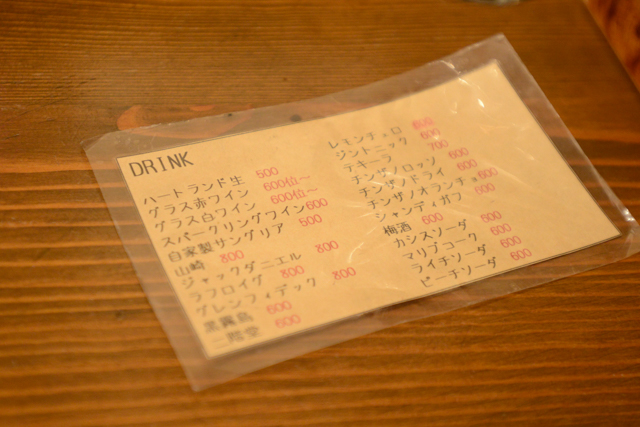 DRINK
ハートランド生 500
グラス赤ワイン 600位~
グラス白ワイン 600位~
スパークリングワイン600
自家製サングリア 500
山崎 800
ジャックダニエル 800
ラフロイグ 800
グレンフィデック 800
黒霧島 600
二階堂 600
レモンチェロ 600
ジントニック 600
テキーラ 700
チンザノロッソ 600
チンザノドライ 600
チンザノオランチョ 600
シャンディガフ 600
梅酒 600
カシスソーダ 500
マリブコーク 600
ライチソーダ 600
ピーチソーダ 600